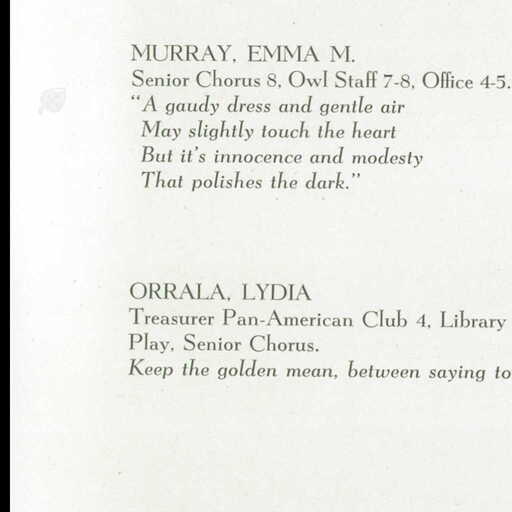 MURRAY, EMMA M.
Senior Chorus 8, Owl Staff 7-8, Office 4-5.
"A gaudy dress and gentle air
May slightly touch the heart
But it's innocence and modesty
That polishes the dark."
ORRALA, LYDIA
Treasurer Pan-American Club 4, Library
Play, Senior Chorus.
Keep the golden mean, between saying to